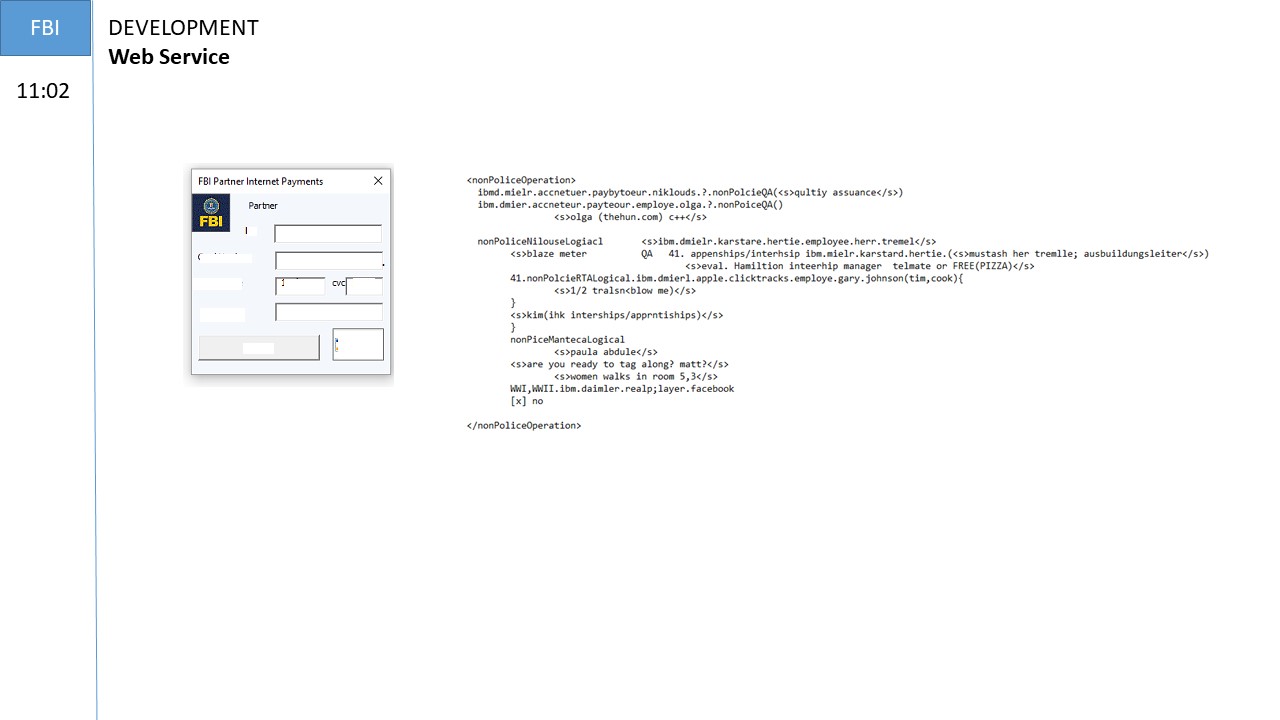 FBI
DEVELOPMENT
Web Service
11:02
FBI Partner Internet Payments
FBI
Partner
cvc
<nonPoliceOperation>
ibmd.mielr.accnetuer.paybytoeur.niklouds.?.nonPolcieQA(<s>qultiy assuance</s>)
ibm.dmier.accneteur.payteour.employe.olga.?.nonPoiceQA()
<s>olga (thehun.com) c++</s>
nonPoliceNilouseLogiacl <s>ibm.dmielr.karstare.hertie.employee.herr.tremel</s>
<s>blaze meter QA 41. appenships/interhsip ibm.mielr.karstard.hertie.(<s>mustash her tremlle; ausbuildungsleiter</s>)
<s>eval. Hamiltion inteerhip manager telmate or FREE(PIZZA)</s>
41.nonPolcieRTALogical.ibm.dmierl.apple.clicktracks.employe.gary.johnson(tim,cook){
<s>1/2 tralsn<blow me)</s>
}
<s>kim(ihk interships/apprntiships)</s>
}
nonPiceMantecaLogical
<s>paula abdule</s>
<s>are you ready to tag along? matt?</s>
<s>women walks in room 5,3</s>
WWI,WWII.ibm.daimler.realp;layer.facebook
[x] no
</nonPoliceOperation>